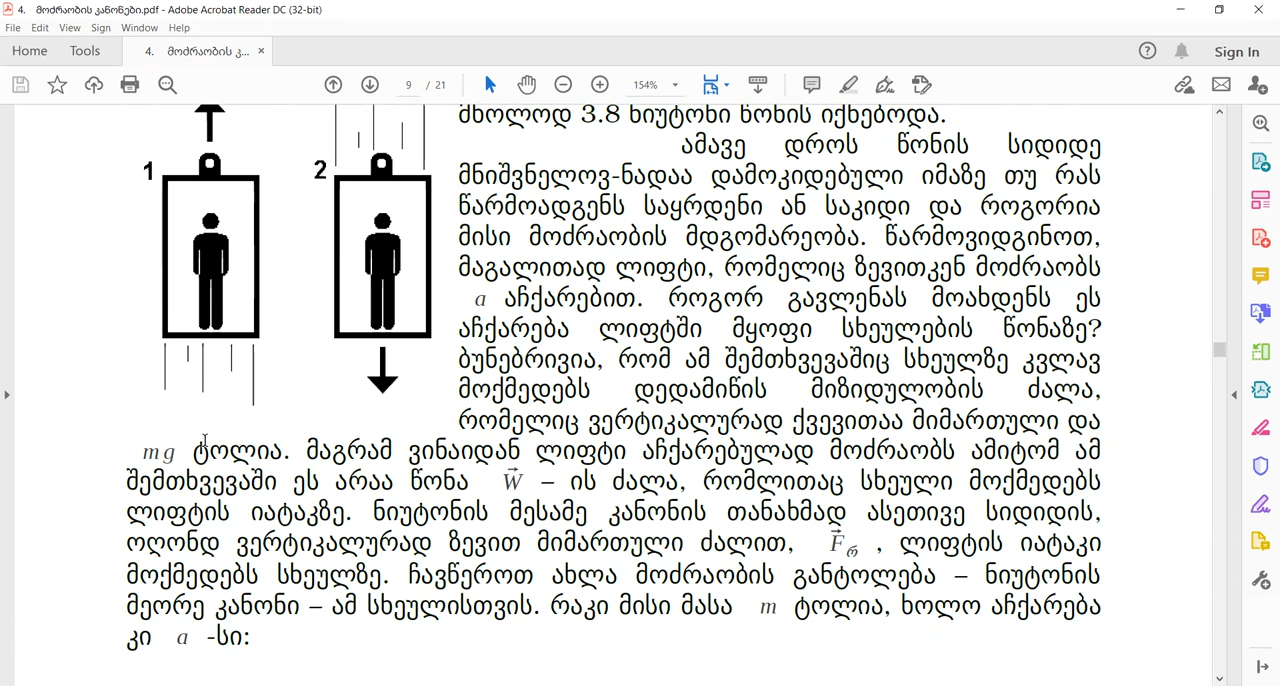 4. მოძრაობის კანონები.pdf - Adobe Acrobat Reader DC (32-bit)
File Edit View Sign Window Help
Home Tools 4. მოძრაობის კ... × Sign In
9 / 21 154%
მხოლოდ 3.8 ნიუტონი წონის იქნებოდა.
ამავე დროს წონის სიდიდე
1 2 მნიშვნელოვ-ნადაა დამოკიდებული იმაზე თუ რას
წარმოადგენს საყრდენი ან საკიდი და როგორია
მისი მოძრაობის მდგომარეობა. წარმოვიდგინოთ,
მაგალითად ლიფტი, რომელიც ზევითკენ მოძრაობს
a აჩქარებით. როგორ გავლენას მოახდენს ეს
აჩქარება ლიფტში მყოფი სხეულების წონაზე?
ბუნებრივია, რომ ამ შემთხვევაშიც სხეულზე კვლავ
მოქმედებს დედამიწის მიზიდულობის ძალა,
რომელიც ვერტიკალურად ქვევითაა მიმართული და
mg ტოლია. მაგრამ ვინაიდან ლიფტი აჩქარებულად მოძრაობს ამიტომ ამ
შემთხვევაში ეს არაა წონა W⃗ – ის ძალა, რომლითაც სხეული მოქმედებს
ლიფტის იატაკზე. ნიუტონის მესამე კანონის თანახმად ასეთივე სიდიდის,
ოღონდ ვერტიკალურად ზევით მიმართული ძალით, F⃗რ , ლიფტის იატაკი
მოქმედებს სხეულზე. ჩავწეროთ ახლა მოძრაობის განტოლება – ნიუტონის
მეორე კანონი – ამ სხეულისთვის. რაკი მისი მასა m ტოლია, ხოლო აჩქარება
კი a -სი: